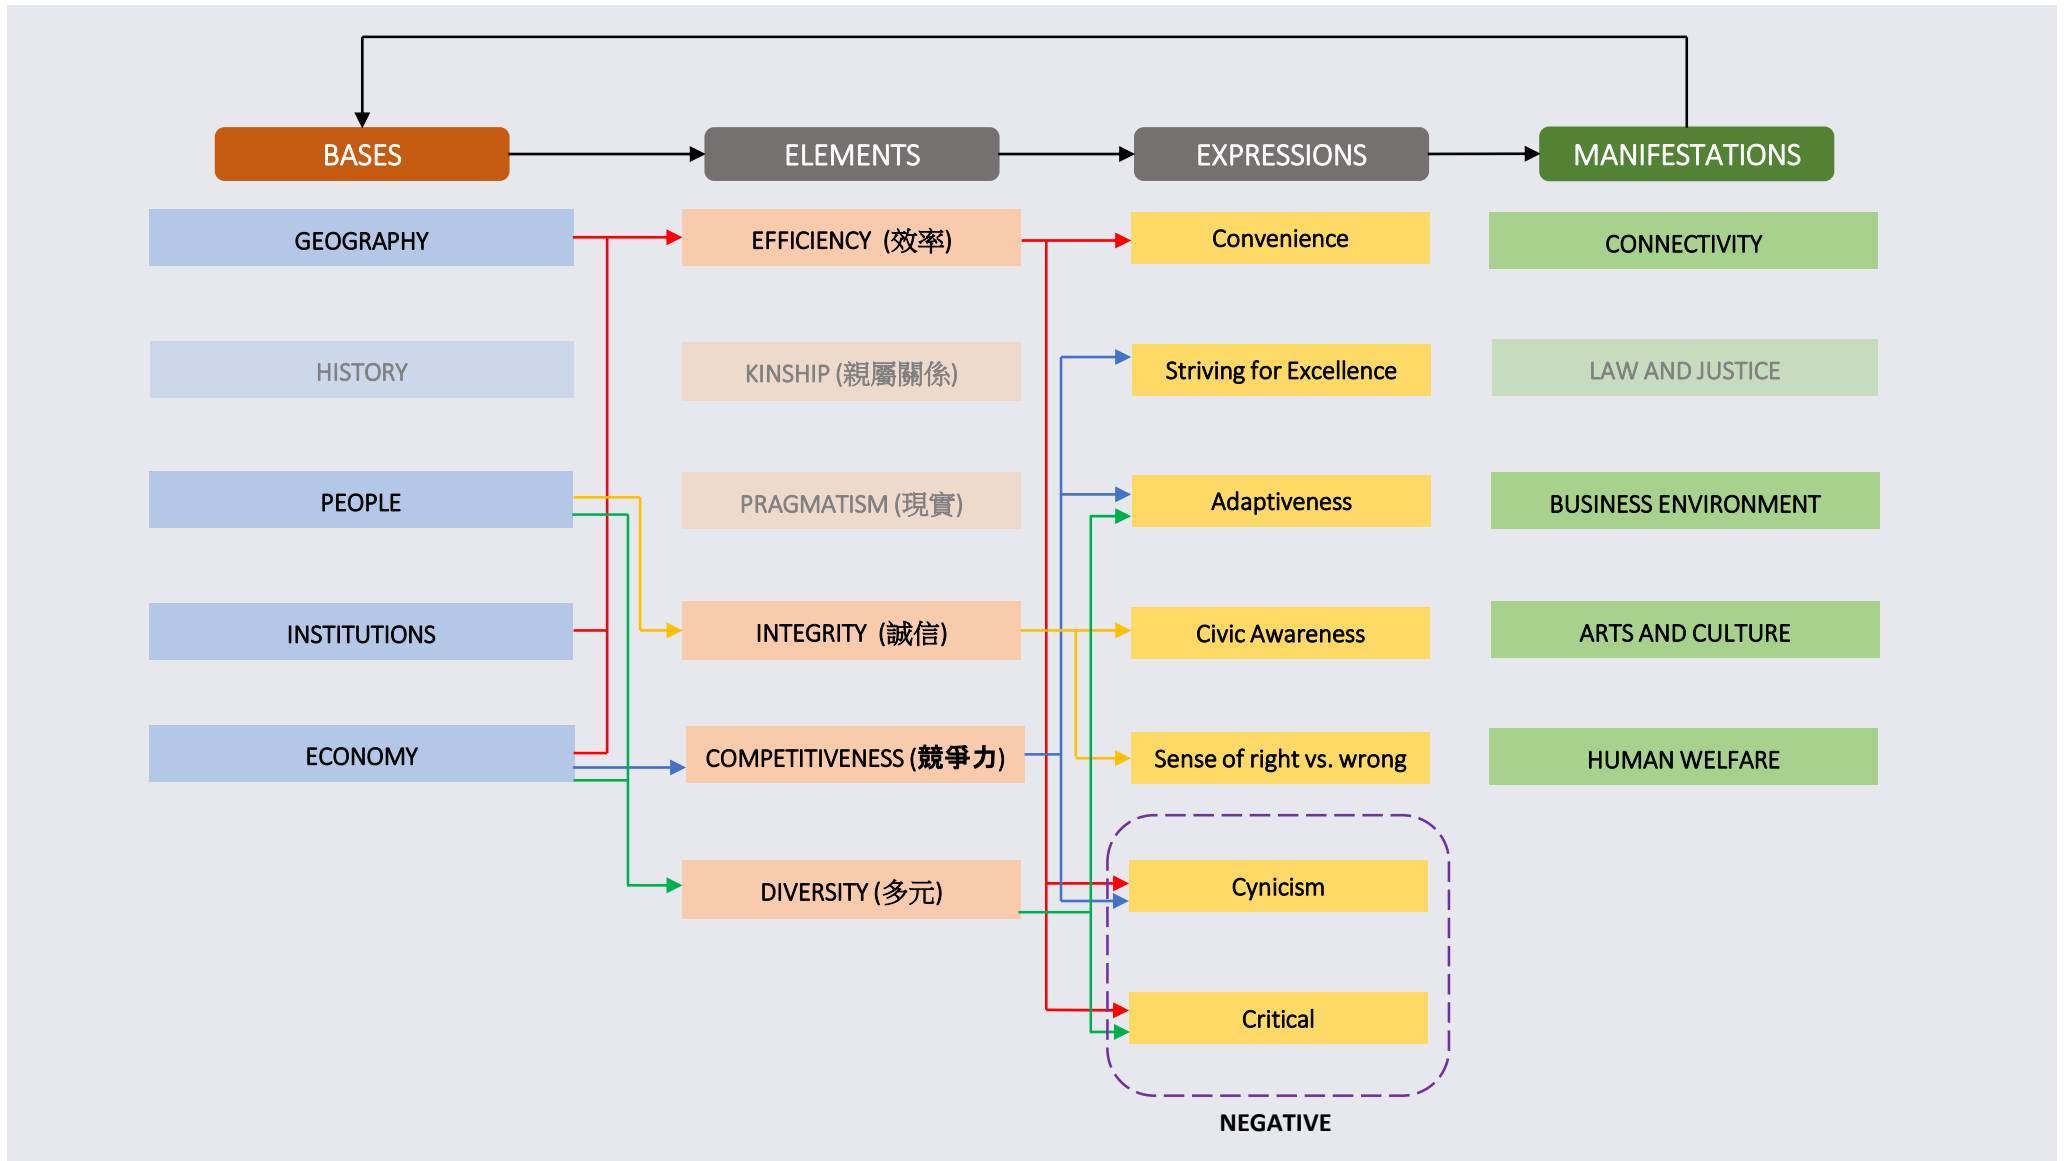 BASES
ELEMENTS
EXPRESSIONS
MANIFESTATIONS
GEOGRAPHY
EFFICIENCY (效率)
Convenience
CONNECTIVITY
HISTORY
KINSHIP (親屬關係)
Striving for Excellence
LAW AND JUSTICE
PEOPLE
PRAGMATISM (現實)
Adaptiveness
BUSINESS ENVIRONMENT
INSTITUTIONS
INTEGRITY (誠信)
Civic Awareness
ARTS AND CULTURE
ECONOMY
COMPETITIVENESS (競爭力)
Sense of right vs. wrong
HUMAN WELFARE
DIVERSITY (多元)
Cynicism
Critical
NEGATIVE